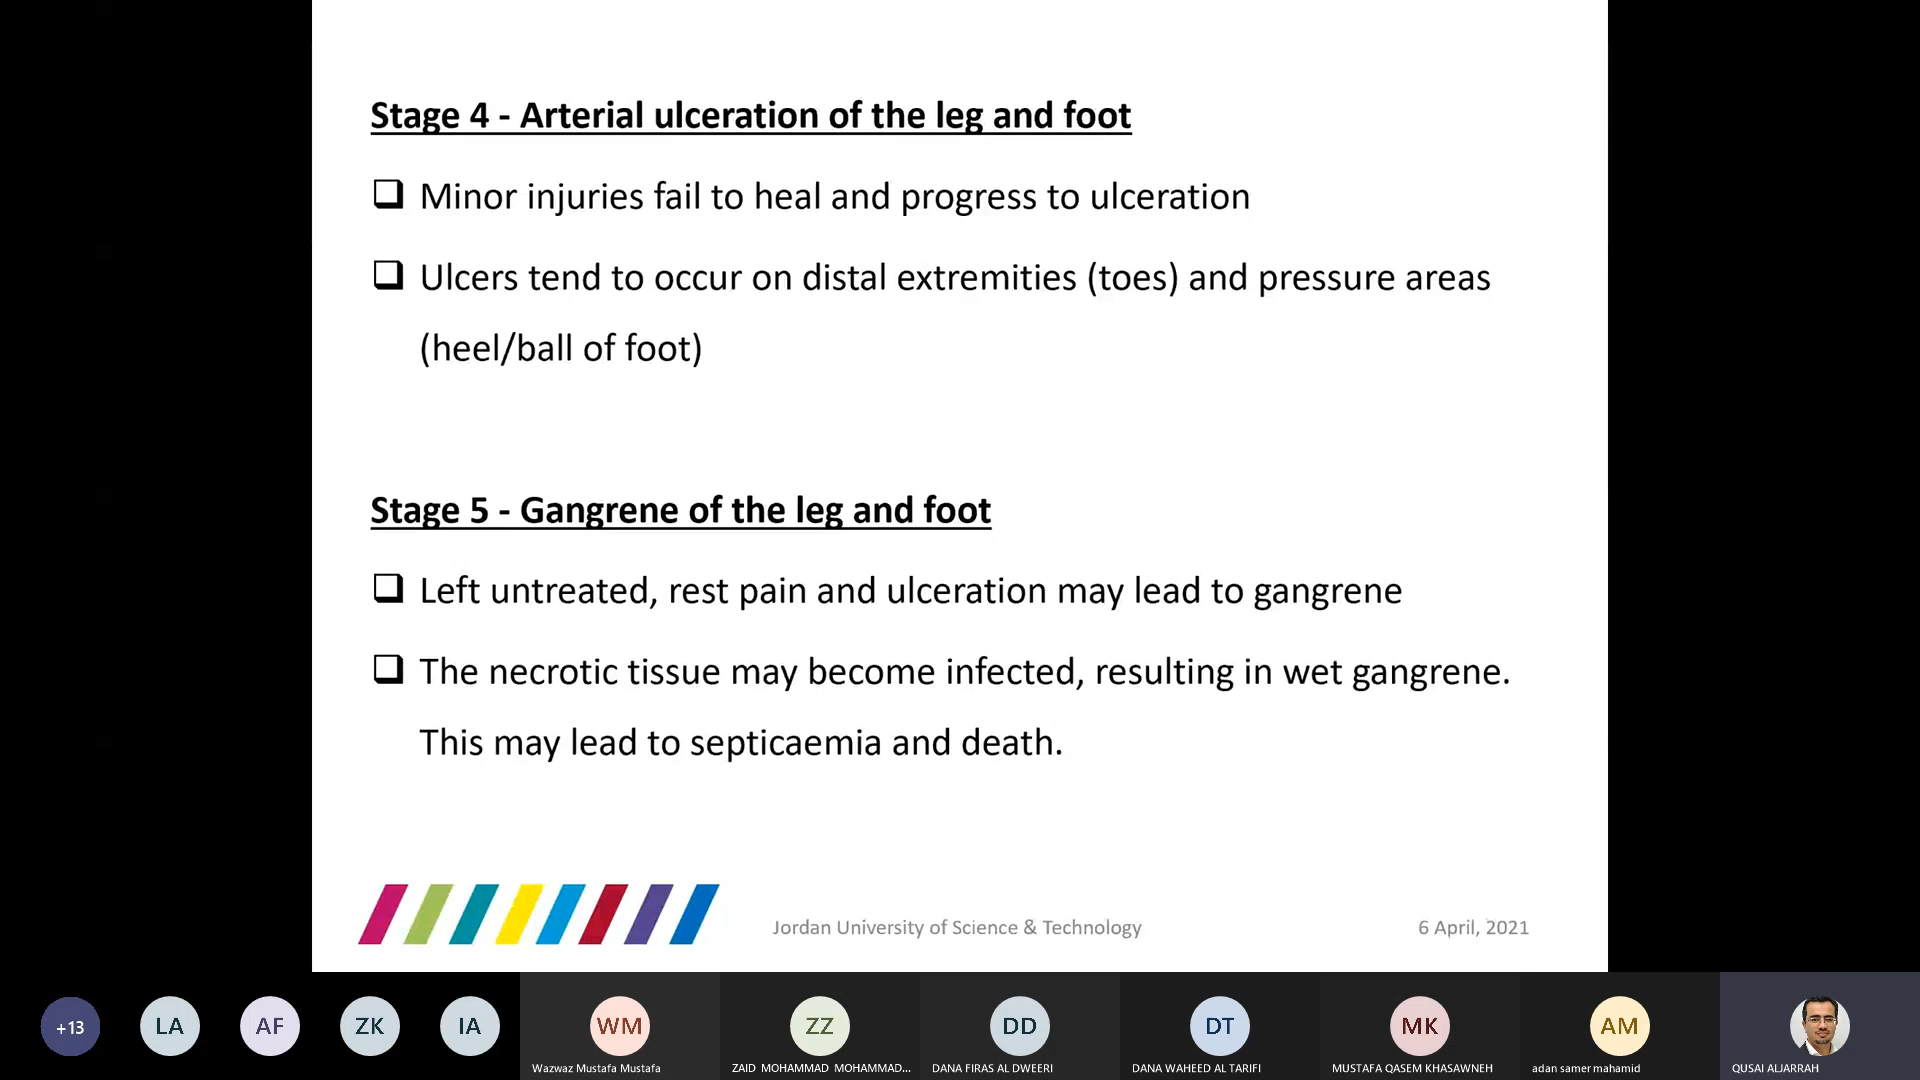 Stage 4 - Arterial ulceration of the leg and foot
Minor injuries fail to heal and progress to ulceration
Ulcers tend to occur on distal extremities (toes) and pressure areas
(heel/ball of foot)
Stage 5 - Gangrene of the leg and foot
Left untreated, rest pain and ulceration may lead to gangrene
The necrotic tissue may become infected, resulting in wet gangrene.
This may lead to septicaemia and death.
Jordan University of Science & Technology
6 April, 2021
+13
LA
AF
ZK
IA
WM
ZZ
DD
DT
MK
AM
Wazwaz Mustafa Mustafa
ZAID MOHAMMAD MOHAMMAD...
DANA FIRAS AL DWEERI
DANA WAHEED AL TARIFI
MUSTAFA QASEM KHASAWNEH
adan samer mahamid
QUSAI ALJARRAH